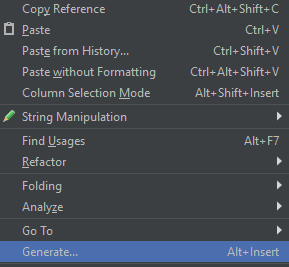 Copy Reference Ctrl+Alt+Shift+C
Paste Ctrl+V
Paste from History... Ctrl+Shift+V
Paste without Formatting Ctrl+Alt+Shift+V
Column Selection Mode Alt+Shift+Insert
String Manipulation
Find Usages Alt+F7
Refactor
Folding
Analyze
Go To
Generate... Alt+Insert